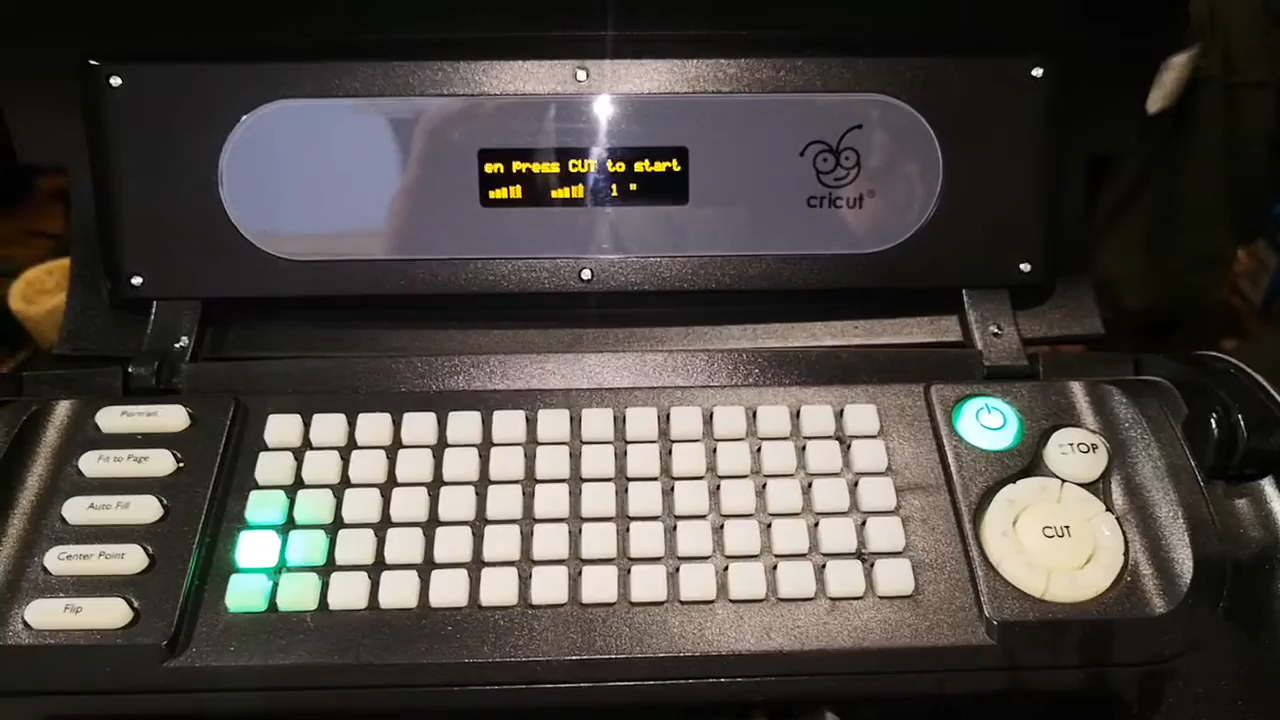 en Press CUT to start
1 "
cricut®
Portrait
Fit to Page
Auto Fill
Center Point
Flip
STOP
CUT